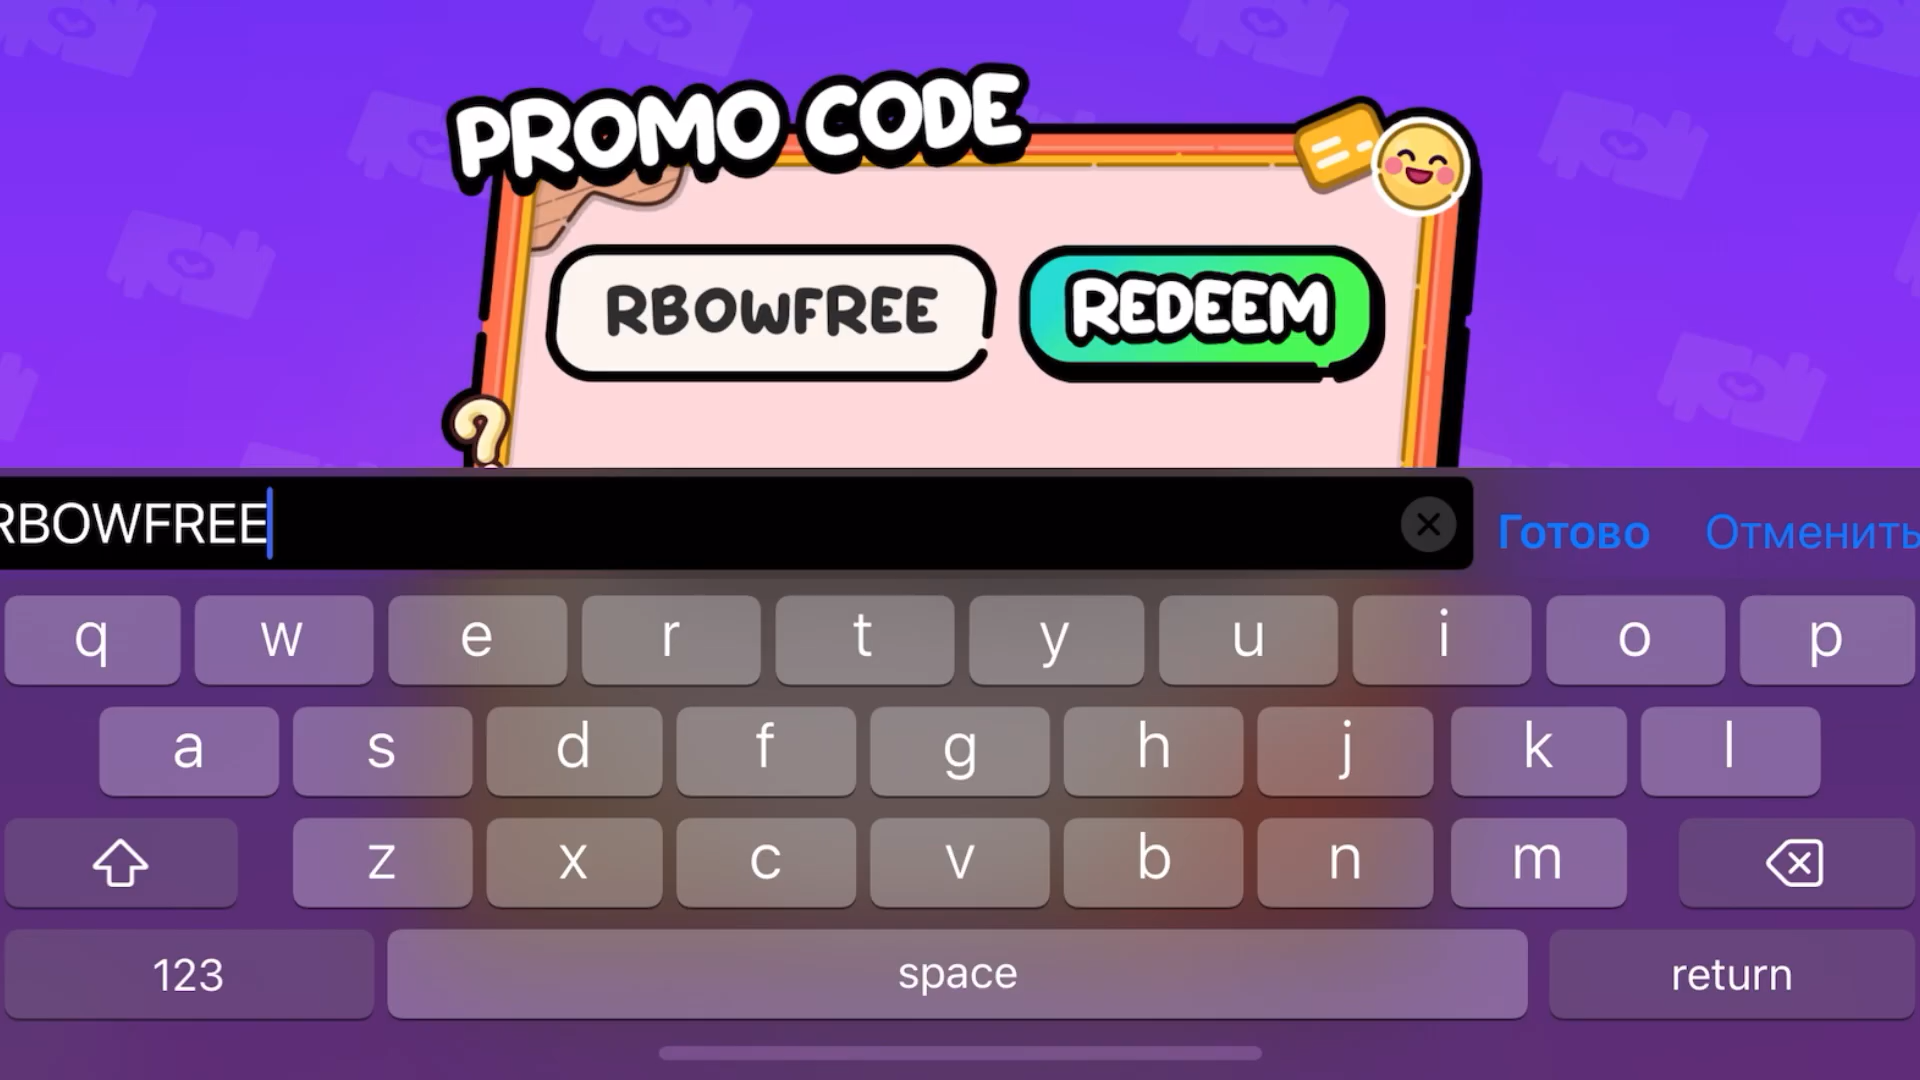 PROMO CODE
RBOWFREE REDEEM
?
RBOWFREE Готово Отменить
q w e r t y u i o p
a s d f g h j k l
z x c v b n m
123 space return